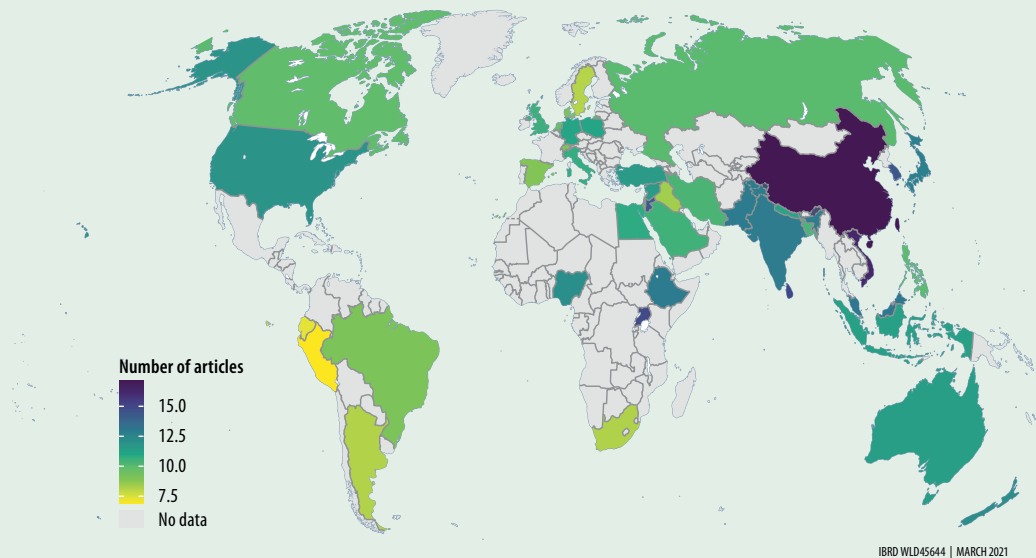 Number of articles
15.0
12.5
10.0
7.5
No data
IBRD WLD45644 | MARCH 2021